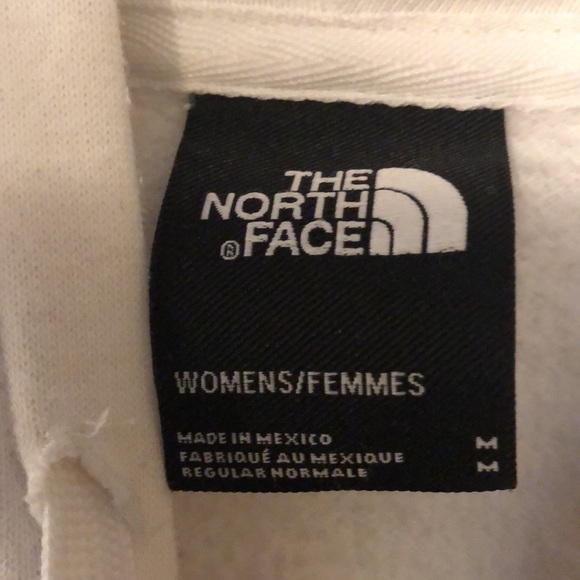 THE
NORTH
® FACE
WOMENS/FEMMES
MADE IN MEXICO M
FABRIQUÉ AU MEXIQUE M
REGULAR NORMALE